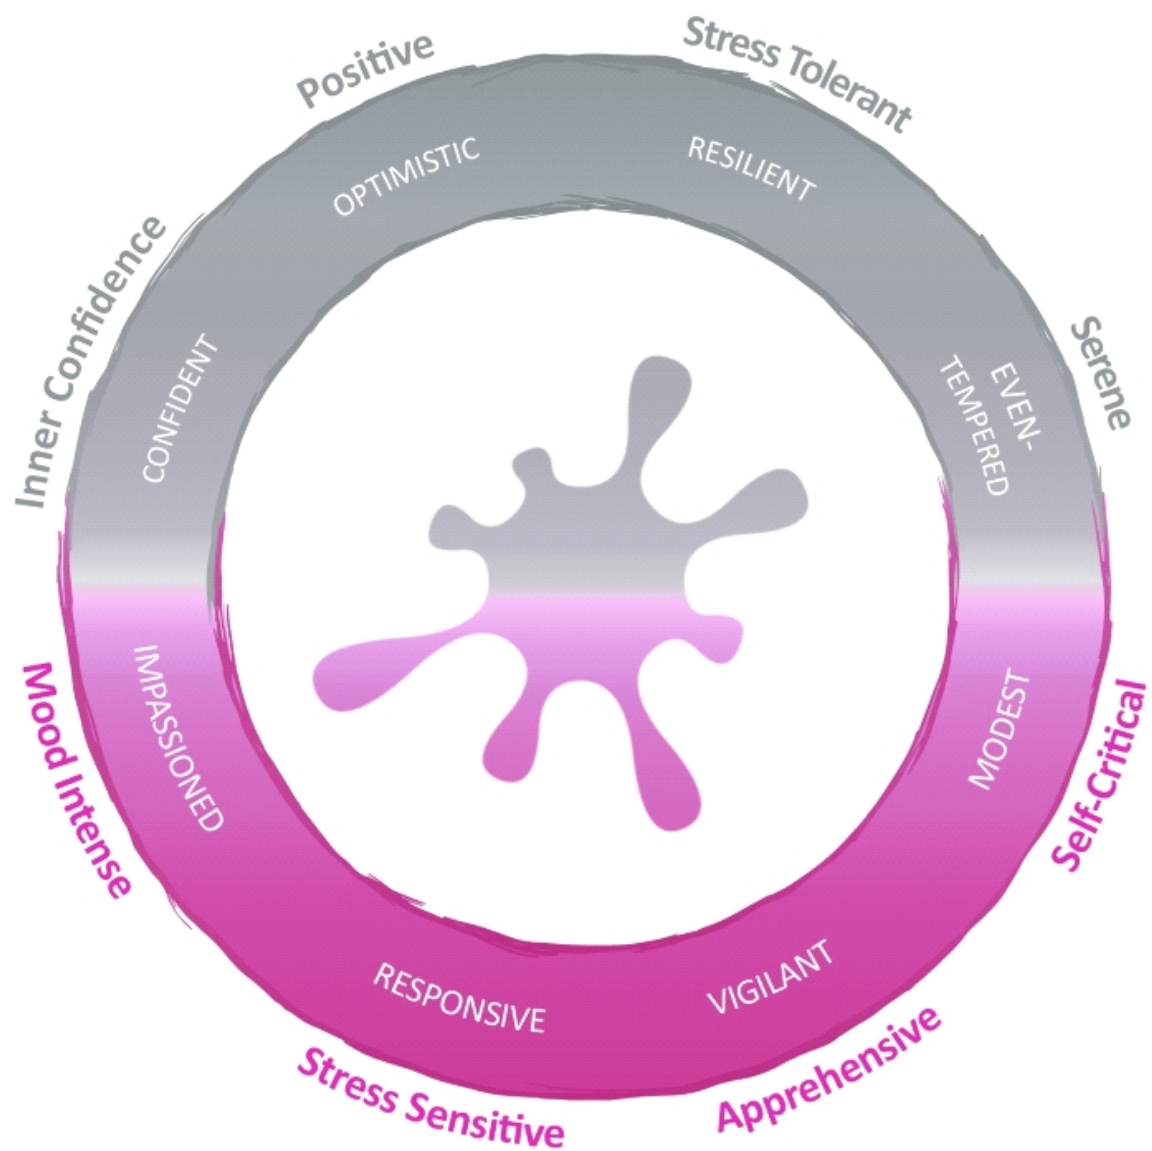 Positive
Stress Tolerant
OPTIMISTIC
RESILIENT
Inner Confidence
CONFIDENT
Serene
EVEN-
TEMPERED
Mood Intense
IMPASSIONED
MODEST
Self-Critical
RESPONSIVE
VIGILANT
Stress Sensitive
Apprehensive